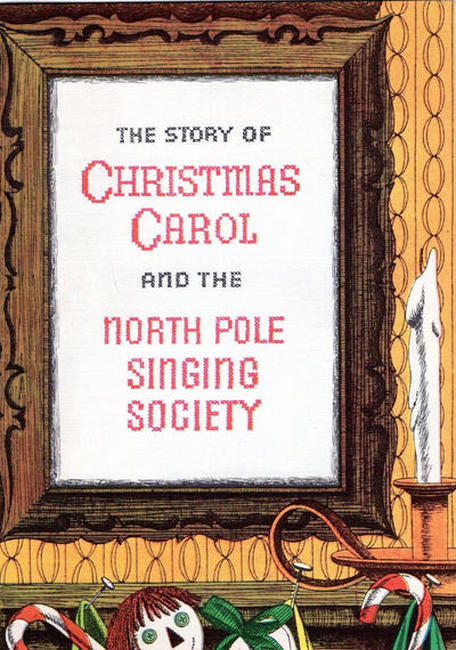 THE STORY OF
CHRISTMAS
CAROL
AND THE
NORTH POLE
SINGING
SOCIETY